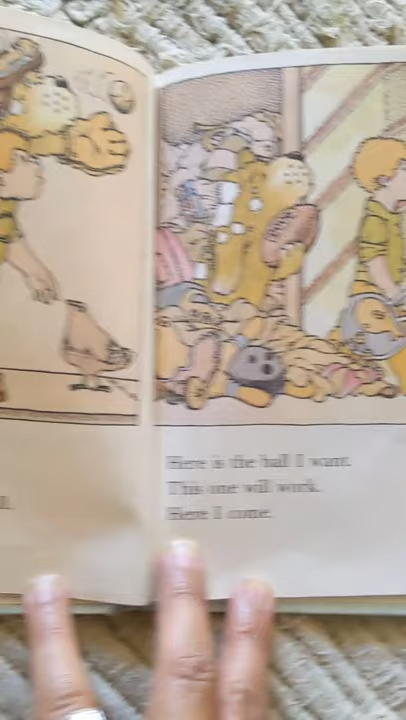 Here is the ball I want.
This one will work.
Here I come.